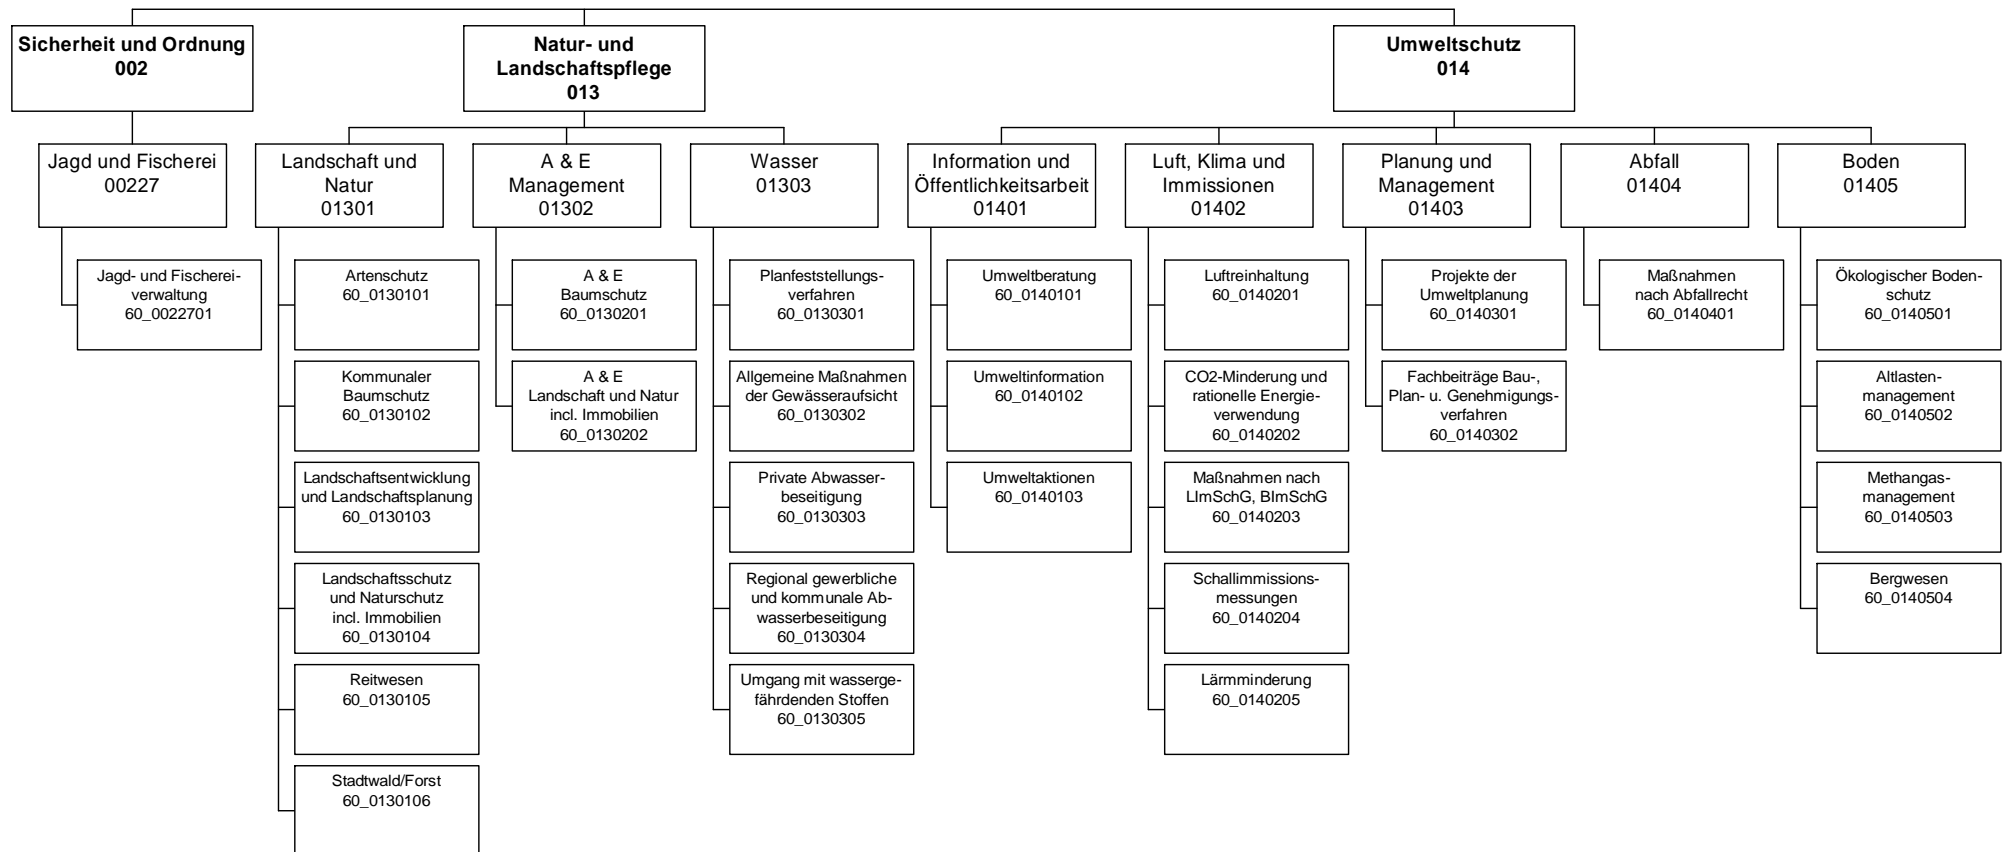 Sicherheit und Ordnung
002
Natur- und
Landschaftspflege
013
Umweltschutz
014
Jagd und Fischerei
00227
Landschaft und
Natur
01301
A & E
Management
01302
Wasser
01303
Information und
Öffentlichkeitsarbeit
01401
Luft, Klima und
Immissionen
01402
Planung und
Management
01403
Abfall
01404
Boden
01405
Jagd- und Fischerei-
verwaltung
60_0022701
Artenschutz
60_0130101
Kommunaler
Baumschutz
60_0130102
Landschaftsentwicklung
und Landschaftsplanung
60_0130103
Landschaftsschutz
und Naturschutz
incl. Immobilien
60_0130104
Reitwesen
60_0130105
Stadtwald/Forst
60_0130106
A & E
Baumschutz
60_0130201
A & E
Landschaft und Natur
incl. Immobilien
60_0130202
Planfeststellungs-
verfahren
60_0130301
Allgemeine Maßnahmen
der Gewässeraufsicht
60_0130302
Private Abwasser-
beseitigung
60_0130303
Regional gewerbliche
und kommunale Ab-
wasserbeseitigung
60_0130304
Umgang mit wasserge-
fährdenden Stoffen
60_0130305
Umweltberatung
60_0140101
Umweltinformation
60_0140102
Umweltaktionen
60_0140103
Luftreinhaltung
60_0140201
CO2-Minderung und
rationelle Energie-
verwendung
60_0140202
Maßnahmen nach
LImSchG, BImSchG
60_0140203
Schallimmissions-
messungen
60_0140204
Lärmminderung
60_0140205
Projekte der
Umweltplanung
60_0140301
Fachbeiträge Bau-,
Plan- u. Genehmigungs-
verfahren
60_0140302
Maßnahmen
nach Abfallrecht
60_0140401
Ökologischer Boden-
schutz
60_0140501
Altlasten-
management
60_0140502
Methangas-
management
60_0140503
Bergwesen
60_0140504